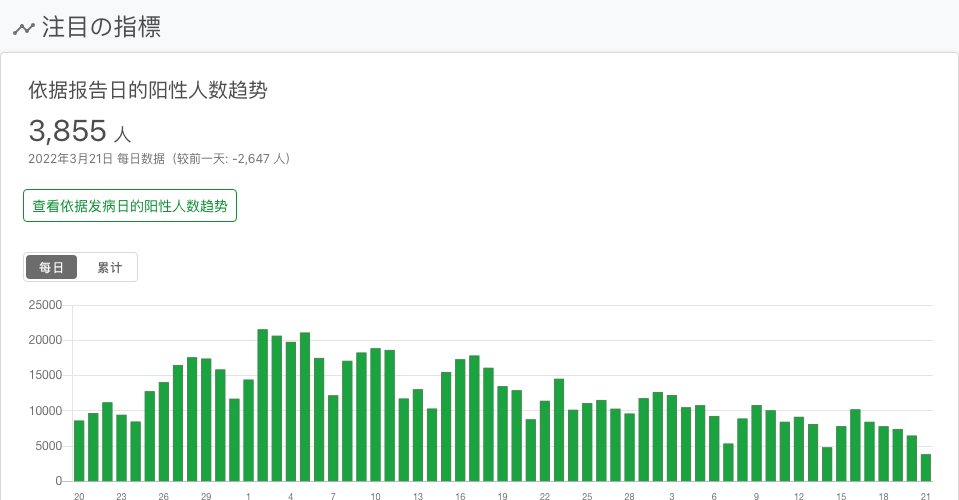 注目の指標
依据报告日的阳性人数趋势
3,855 人
2022年3月21日 每日数据（较前一天: -2,647 人）
查看依据发病日的阳性人数趋势
每日 累计
25000
20000
15000
10000
5000
0
20 23 26 29 1 4 7 10 13 16 19 22 25 28 3 6 9 12 15 18 21